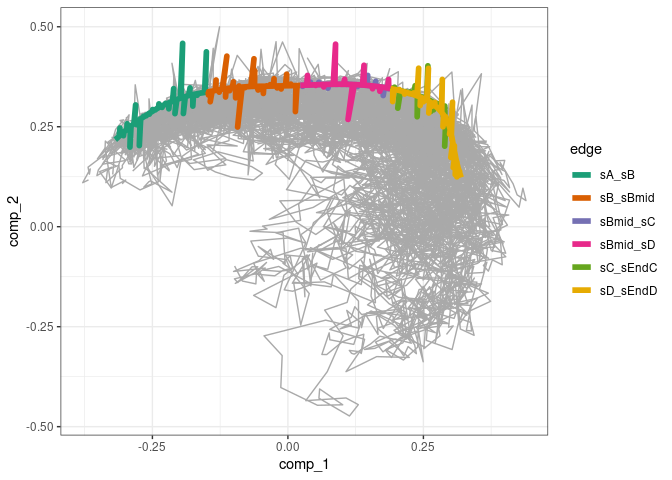 0.50
0.25
0.00
-0.25
-0.50
comp_2
-0.25
0.00
0.25
comp_1
edge
sA_sB
sB_sBmid
sBmid_sC
sBmid_sD
sC_sEndC
sD_sEndD